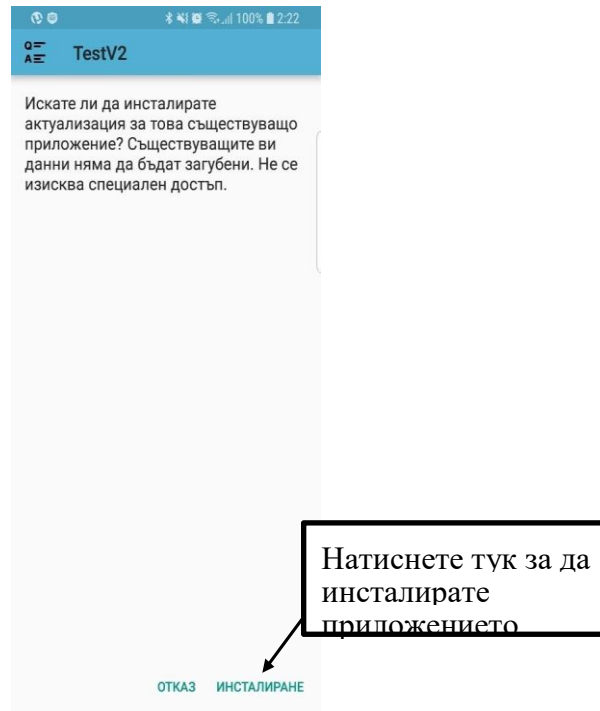 100% 2:22
Q=
A=
TestV2
Искате ли да инсталирате
актуализация за това съществуващо
приложение? Съществуващите ви
данни няма да бъдат загубени. Не се
изисква специален достъп.
Натиснете тук за да
инсталирате
приложението
ОТКАЗ ИНСТАЛИРАНЕ